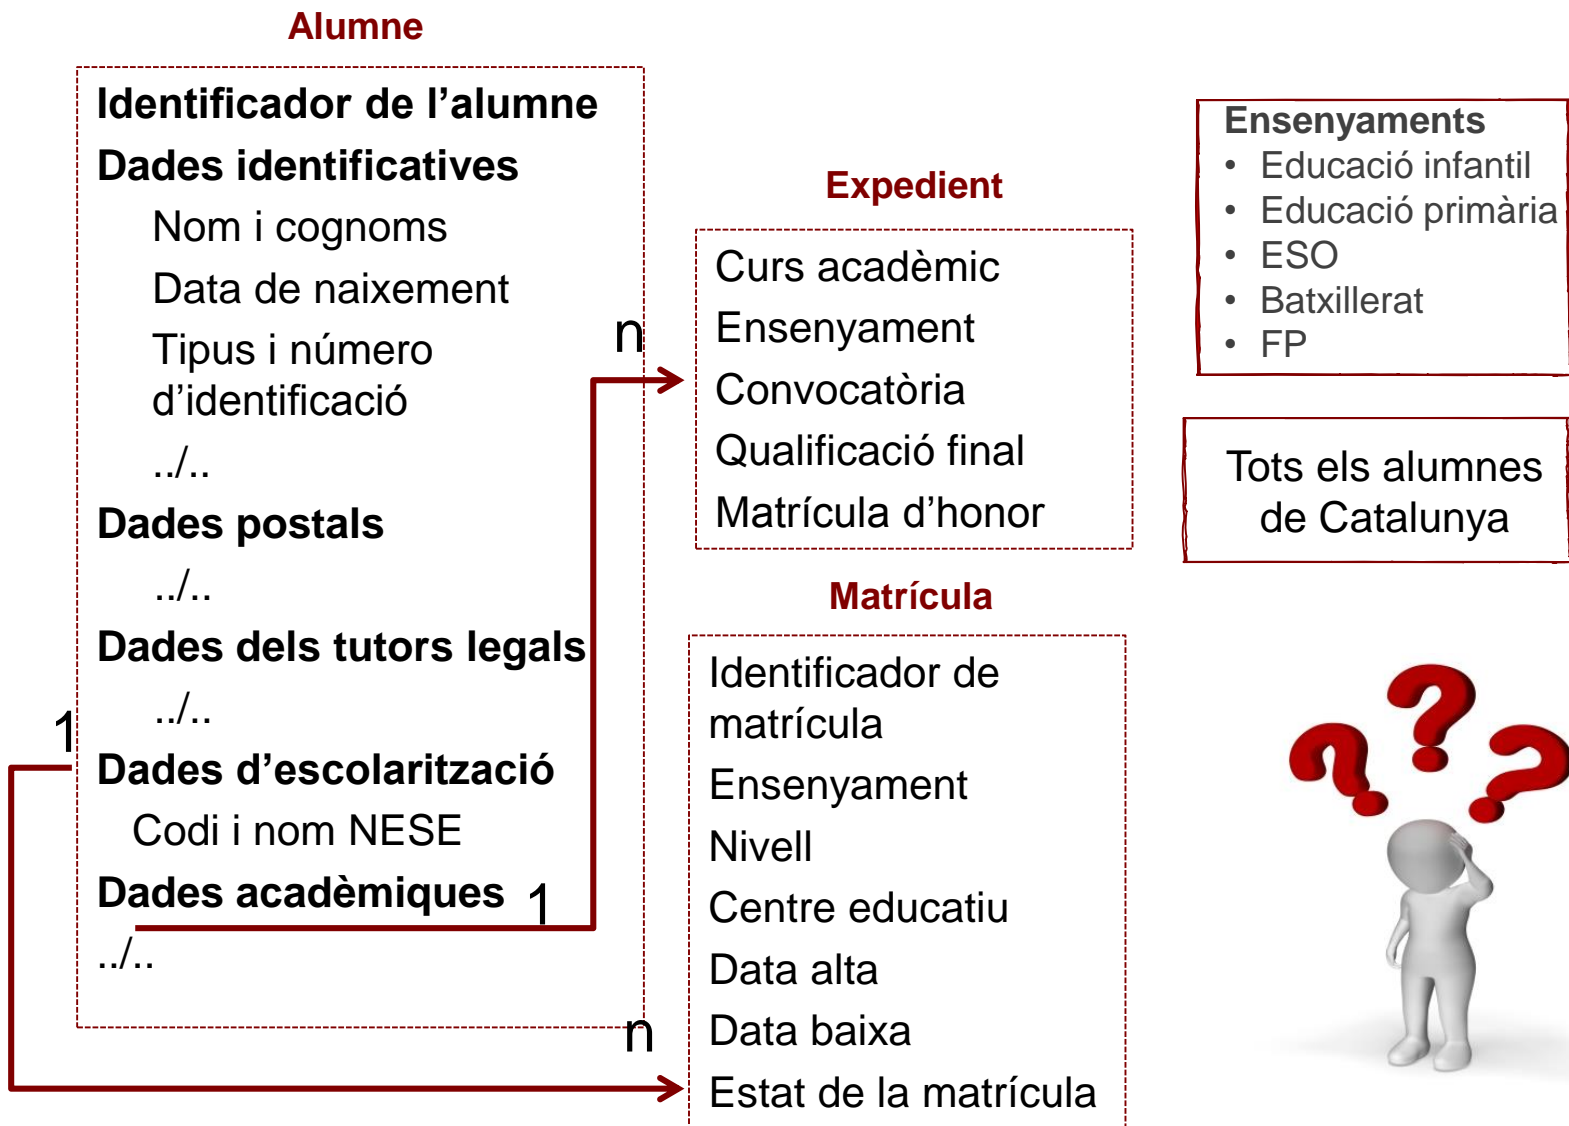 Alumne
Identificador de l’alumne
Dades identificatives
Nom i cognoms
Data de naixement
Tipus i número
d’identificació
../..
Dades postals
../..
Dades dels tutors legals
../..
1
Dades d’escolarització
Codi i nom NESE
Dades acadèmiques
1
../..
n
n
Expedient
Curs acadèmic
Ensenyament
Convocatòria
Qualificació final
Matrícula d’honor
Matrícula
Identificador de
matrícula
Ensenyament
Nivell
Centre educatiu
Data alta
Data baixa
Estat de la matrícula
Ensenyaments
• Educació infantil
• Educació primària
• ESO
• Batxillerat
• FP
Tots els alumnes
de Catalunya
? ? ?